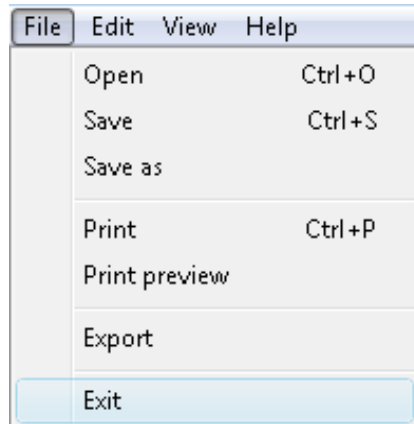 File Edit View Help
Open Ctrl+O
Save Ctrl+S
Save as
Print Ctrl+P
Print preview
Export
Exit